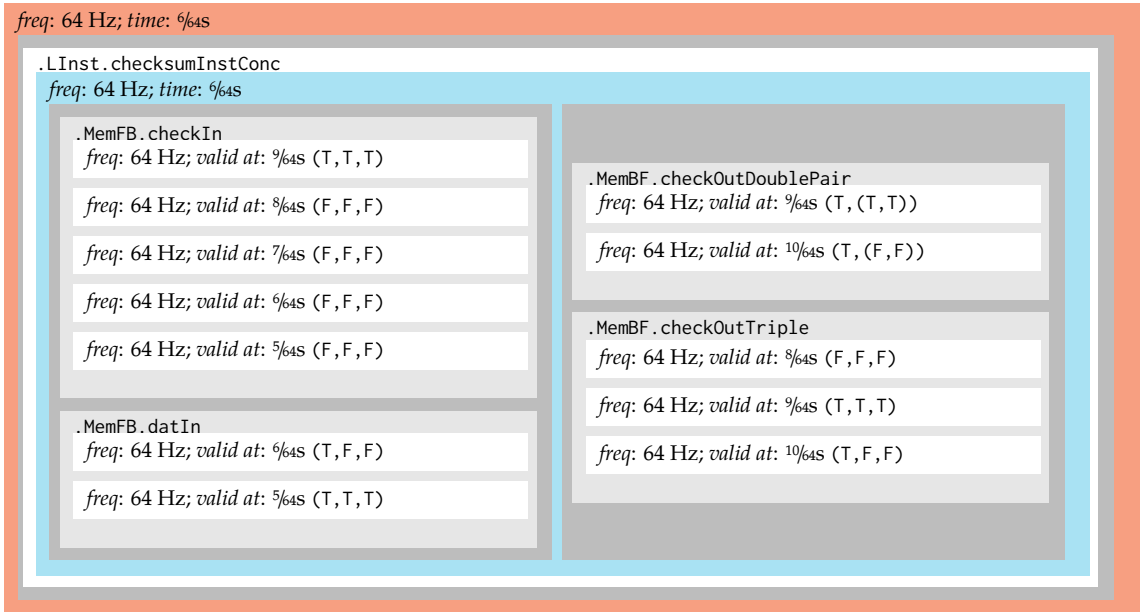 freq: 64 Hz; time: 6/64s
.LInst.checksumInstConc
freq: 64 Hz; time: 6/64s
.MemFB.checkIn
freq: 64 Hz; valid at: 9/64s (T,T,T)
freq: 64 Hz; valid at: 8/64s (F,F,F)
freq: 64 Hz; valid at: 7/64s (F,F,F)
freq: 64 Hz; valid at: 6/64s (F,F,F)
freq: 64 Hz; valid at: 5/64s (F,F,F)
.MemFB.datIn
freq: 64 Hz; valid at: 6/64s (T,F,F)
freq: 64 Hz; valid at: 5/64s (T,T,T)
.MemBF.checkOutDoublePair
freq: 64 Hz; valid at: 9/64s (T,(T,T))
freq: 64 Hz; valid at: 10/64s (T,(F,F))
.MemBF.checkOutTriple
freq: 64 Hz; valid at: 8/64s (F,F,F)
freq: 64 Hz; valid at: 9/64s (T,T,T)
freq: 64 Hz; valid at: 10/64s (T,F,F)